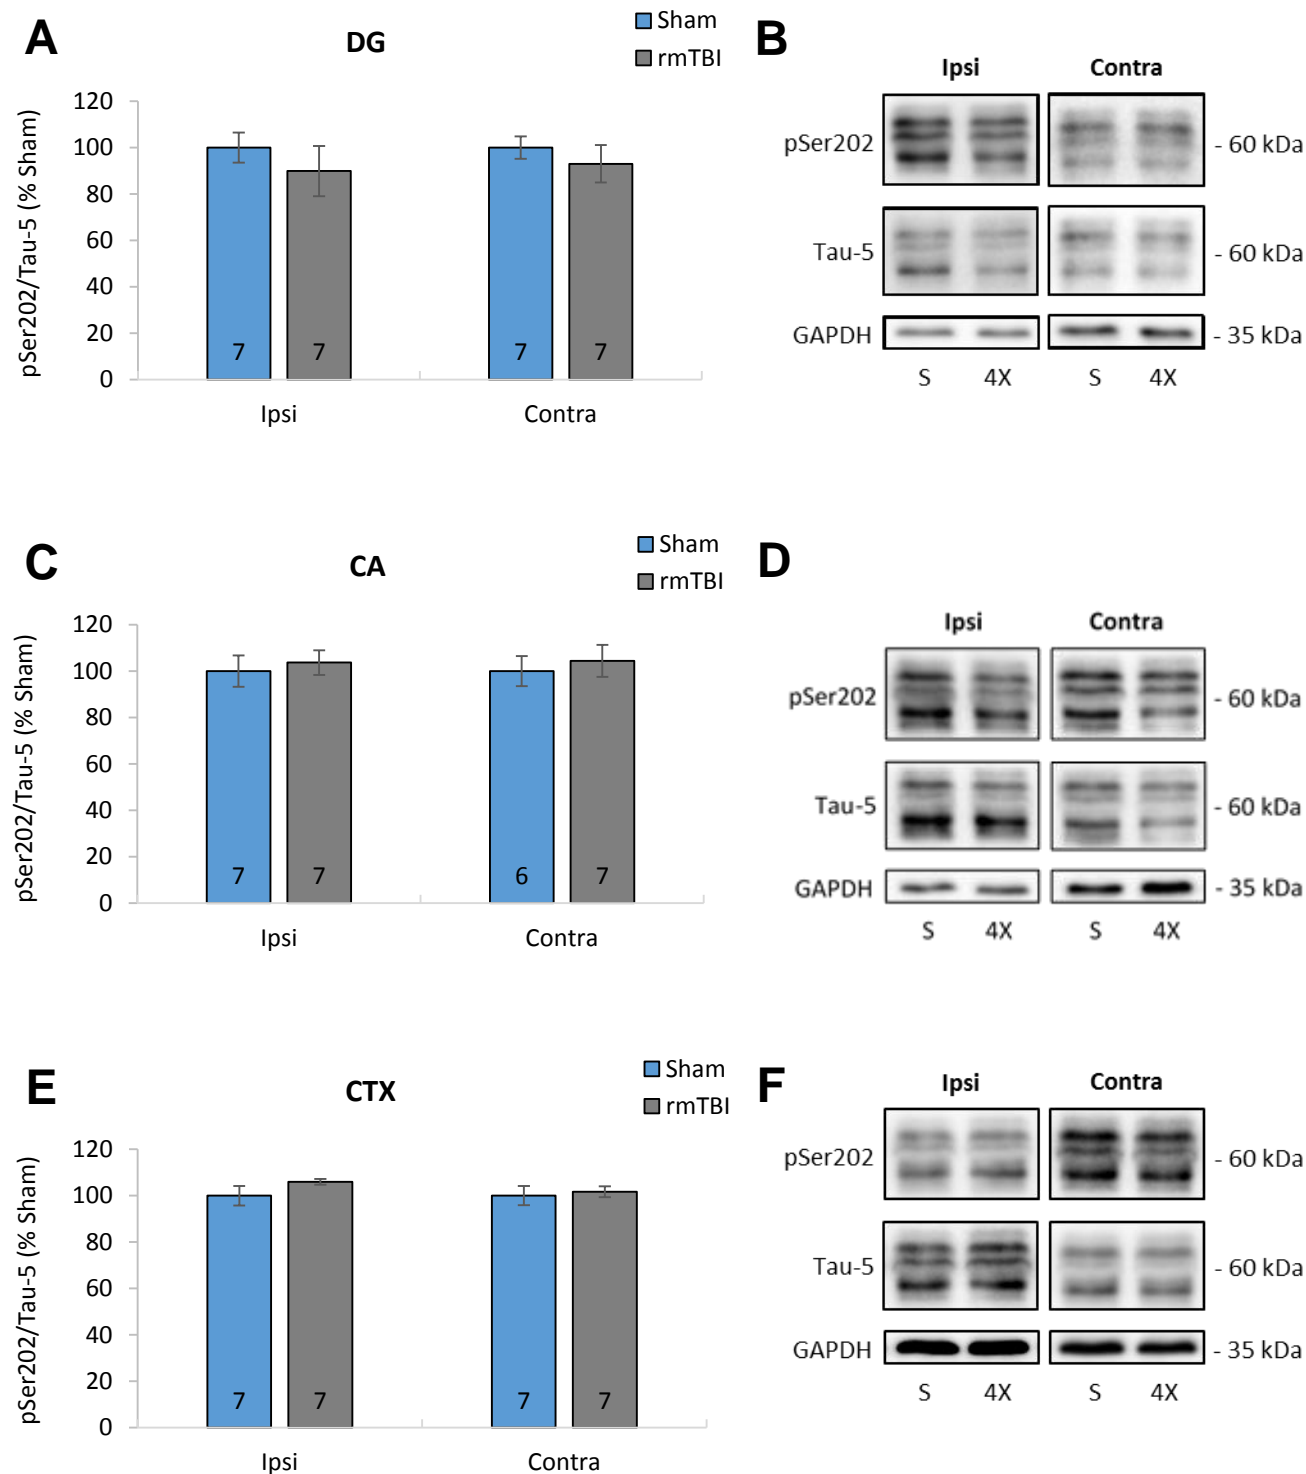 A
DG
Sham
rmTBI
pSer202/Tau-5 (% Sham)
120
100
80
60
40
20
0
7
7
7
7
Ipsi
Contra
B
Ipsi
Contra
pSer202
- 60 kDa
Tau-5
- 60 kDa
GAPDH
- 35 kDa
S
4X
S
4X
C
CA
Sham
rmTBI
pSer202/Tau-5 (% Sham)
120
100
80
60
40
20
0
7
7
6
7
Ipsi
Contra
D
Ipsi
Contra
pSer202
- 60 kDa
Tau-5
- 60 kDa
GAPDH
- 35 kDa
S
4X
S
4X
E
CTX
Sham
rmTBI
pSer202/Tau-5 (% Sham)
120
100
80
60
40
20
0
7
7
7
7
Ipsi
Contra
F
Ipsi
Contra
pSer202
- 60 kDa
Tau-5
- 60 kDa
GAPDH
- 35 kDa
S
4X
S
4X